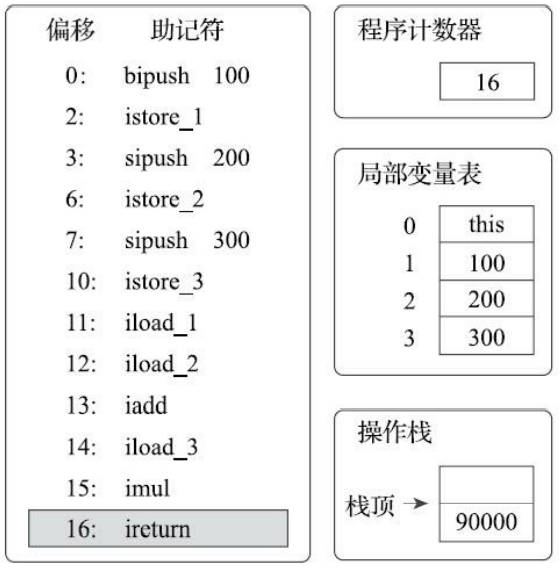 偏移 助记符
0: bipush 100
2: istore_1
3: sipush 200
6: istore_2
7: sipush 300
10: istore_3
11: iload_1
12: iload_2
13: iadd
14: iload_3
15: imul
16: ireturn
程序计数器
16
局部变量表
0 this
1 100
2 200
3 300
操作栈
栈顶
90000